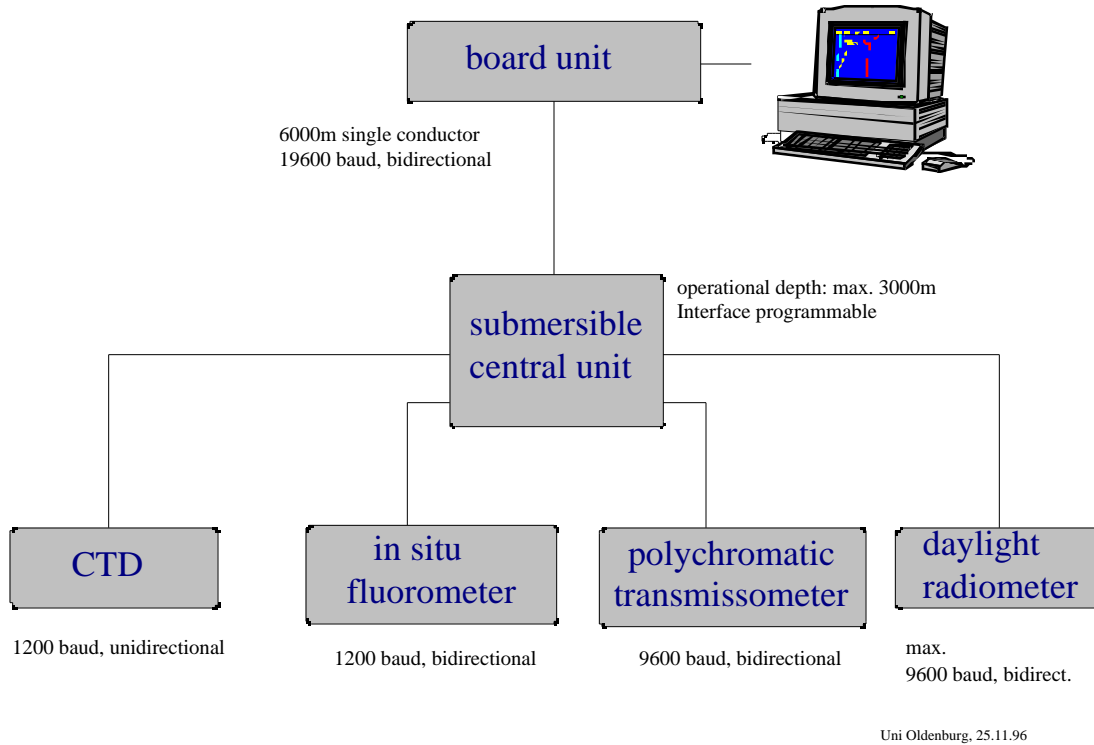 board unit
6000m single conductor
19600 baud, bidirectional
operational depth: max. 3000m
Interface programmable
submersible
central unit
CTD
in situ
fluorometer
polychromatic
transmissometer
daylight
radiometer
1200 baud, unidirectional
1200 baud, bidirectional
9600 baud, bidirectional
max.
9600 baud, bidirect.
Uni Oldenburg, 25.11.96